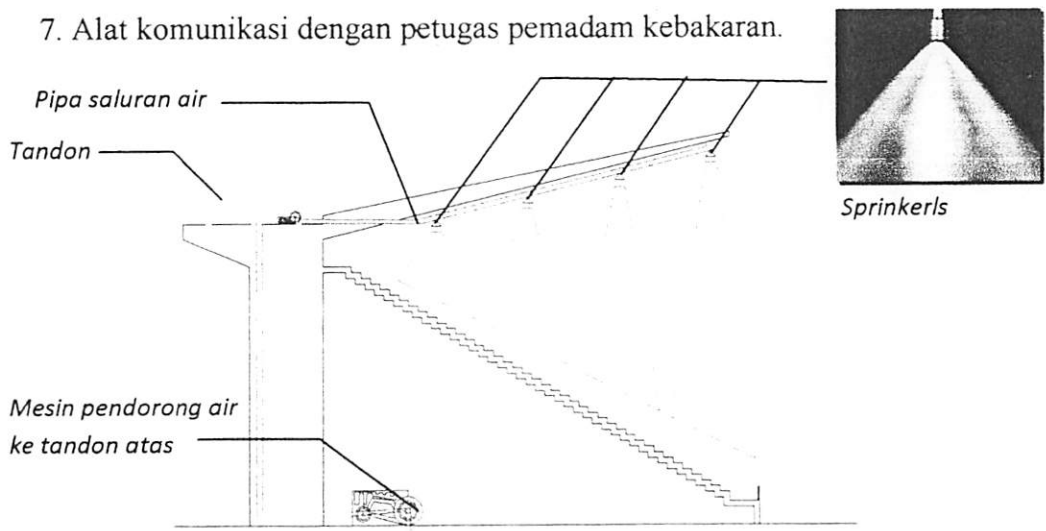 7. Alat komunikasi dengan petugas pemadam kebakaran.
Pipa saluran air
Tandon
Sprinkerls
Mesin pendorong air
ke tandon atas